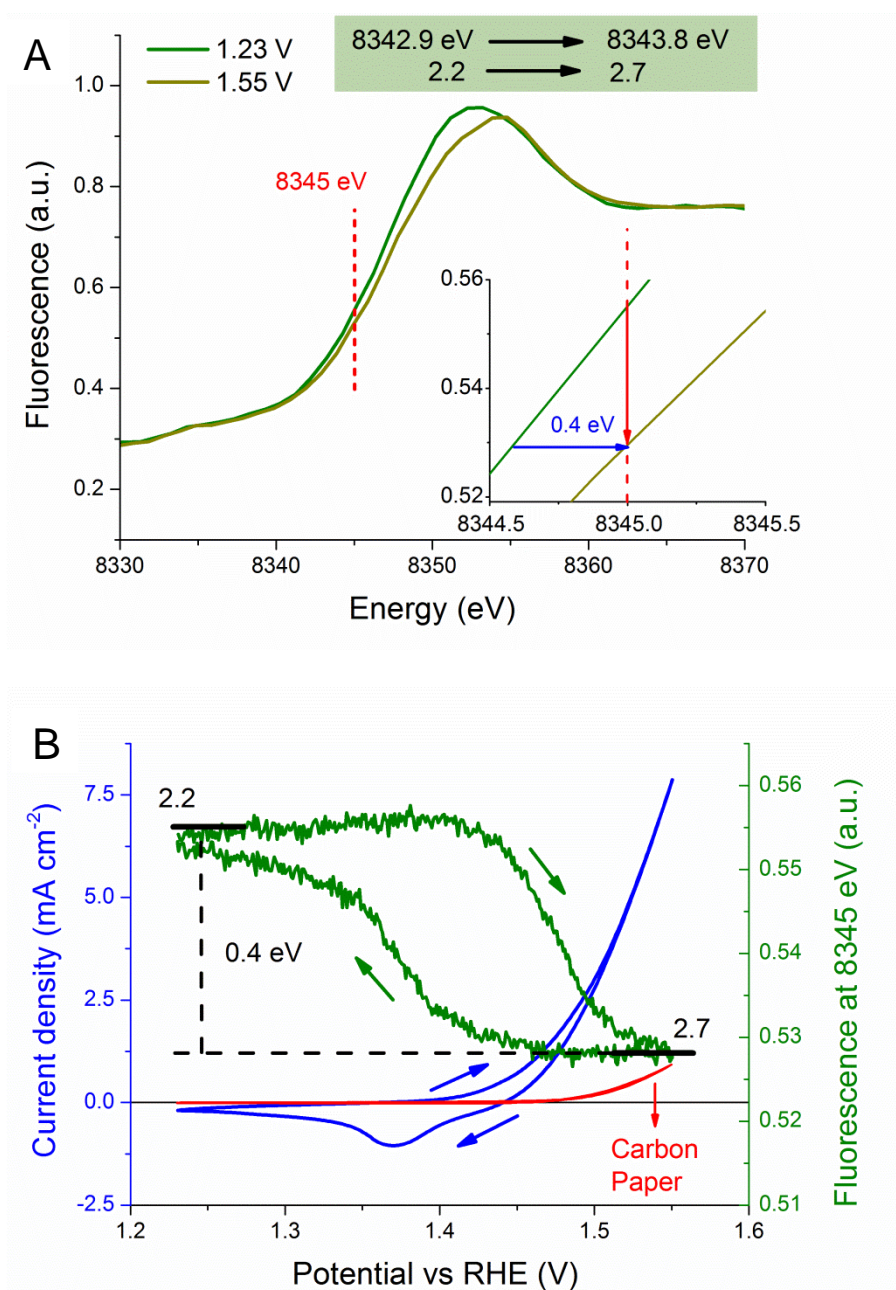 A
1.23 V
1.55 V
8342.9 eV 8343.8 eV
2.2 2.7
8345 eV
1.0
0.8
0.6
0.4
0.2
Fluorescence (a.u.)
0.56
0.54
0.52
0.4 eV
8344.5 8345.0 8345.5
8330 8340 8350 8360 8370
Energy (eV)
B
7.5
5.0
2.5
0.0
-2.5
Current density (mA cm⁻²)
2.2
0.4 eV
2.7
Carbon
Paper
0.56
0.55
0.54
0.53
0.52
0.51
Fluorescence at 8345 eV (a.u.)
1.2 1.3 1.4 1.5 1.6
Potential vs RHE (V)